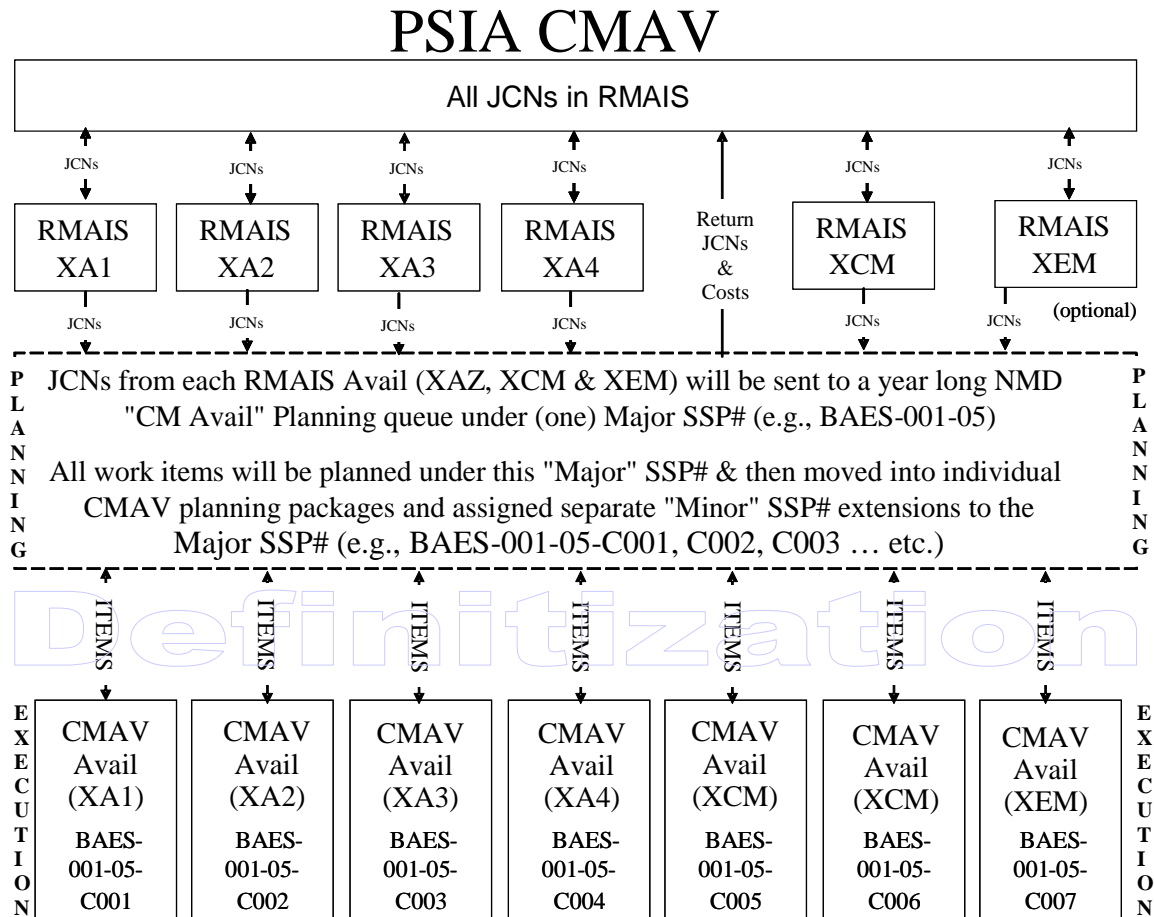 PSIA CMAV
All JCNs in RMAIS
JCNs JCNs JCNs JCNs JCNs JCNs
RMAIS
XA1
RMAIS
XA2
RMAIS
XA3
RMAIS
XA4
Return
JCNs
&
Costs
RMAIS
XCM
RMAIS
XEM
(optional)
JCNs JCNs JCNs JCNs JCNs JCNs
PLANNING
JCNs from each RMAIS Avail (XAZ, XCM & XEM) will be sent to a year long NMD
"CM Avail" Planning queue under (one) Major SSP# (e.g., BAES-001-05)
All work items will be planned under this "Major" SSP# & then moved into individual
CMAV planning packages and assigned separate "Minor" SSP# extensions to the
Major SSP# (e.g., BAES-001-05-C001, C002, C003 … etc.)
PLANNING
Definitization
ITEMS ITEMS ITEMS ITEMS ITEMS ITEMS ITEMS
EXECUTION
CMAV
Avail
(XA1)
BAES-
001-05-
C001
CMAV
Avail
(XA2)
BAES-
001-05-
C002
CMAV
Avail
(XA3)
BAES-
001-05-
C003
CMAV
Avail
(XA4)
BAES-
001-05-
C004
CMAV
Avail
(XCM)
BAES-
001-05-
C005
CMAV
Avail
(XCM)
BAES-
001-05-
C006
CMAV
Avail
(XEM)
BAES-
001-05-
C007
EXECUTION